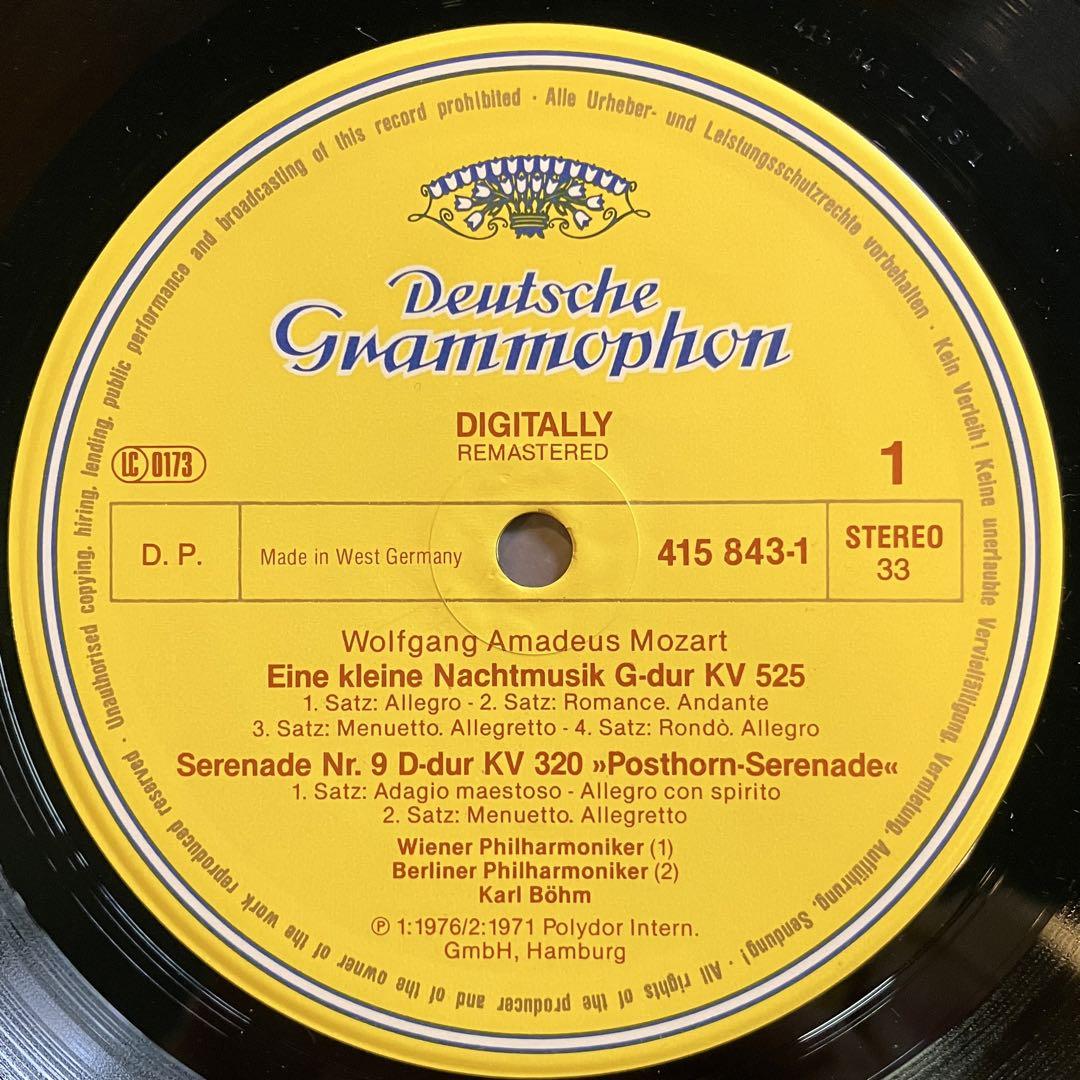 Unauthorised copying, hiring, lending, public performance and broadcasting of this record prohibited · Alle Urheber- und Leistungsschutzrechte vorbehalten · Kein Verleih! Keine unerlaubte Vervielfältigung, Vermietung, Aufführung, Sendung! · All rights of the producer and of the owner of the work reproduced reserved ·
Deutsche
Grammophon
DIGITALLY
REMASTERED
LC 0173
1
D. P.
Made in West Germany
415 843-1
STEREO
33
Wolfgang Amadeus Mozart
Eine kleine Nachtmusik G-dur KV 525
1. Satz: Allegro - 2. Satz: Romance. Andante
3. Satz: Menuetto. Allegretto - 4. Satz: Rondò. Allegro
Serenade Nr. 9 D-dur KV 320 »Posthorn-Serenade«
1. Satz: Adagio maestoso - Allegro con spirito
2. Satz: Menuetto. Allegretto
Wiener Philharmoniker (1)
Berliner Philharmoniker (2)
Karl Böhm
℗ 1:1976/2:1971 Polydor Intern.
GmbH, Hamburg